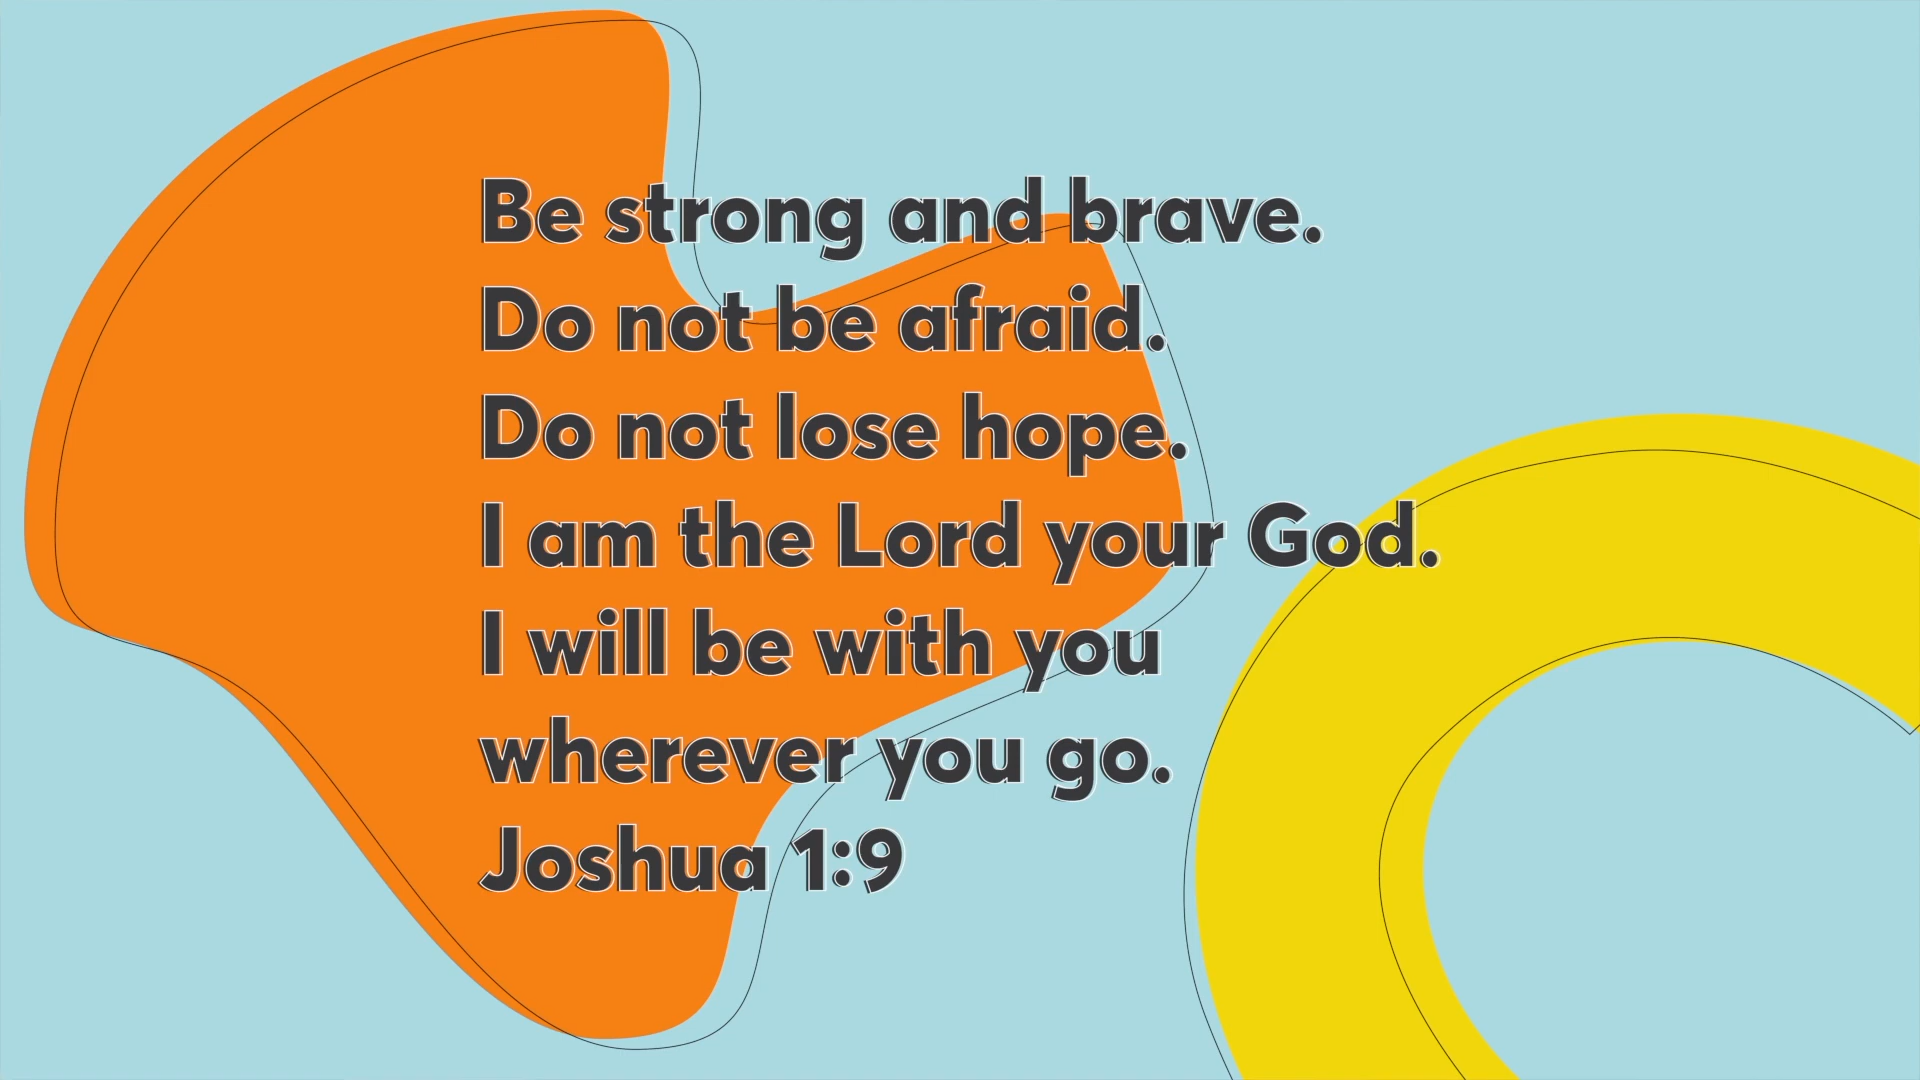 Be strong and brave.
Do not be afraid.
Do not lose hope.
I am the Lord your God.
I will be with you
wherever you go.
Joshua 1:9